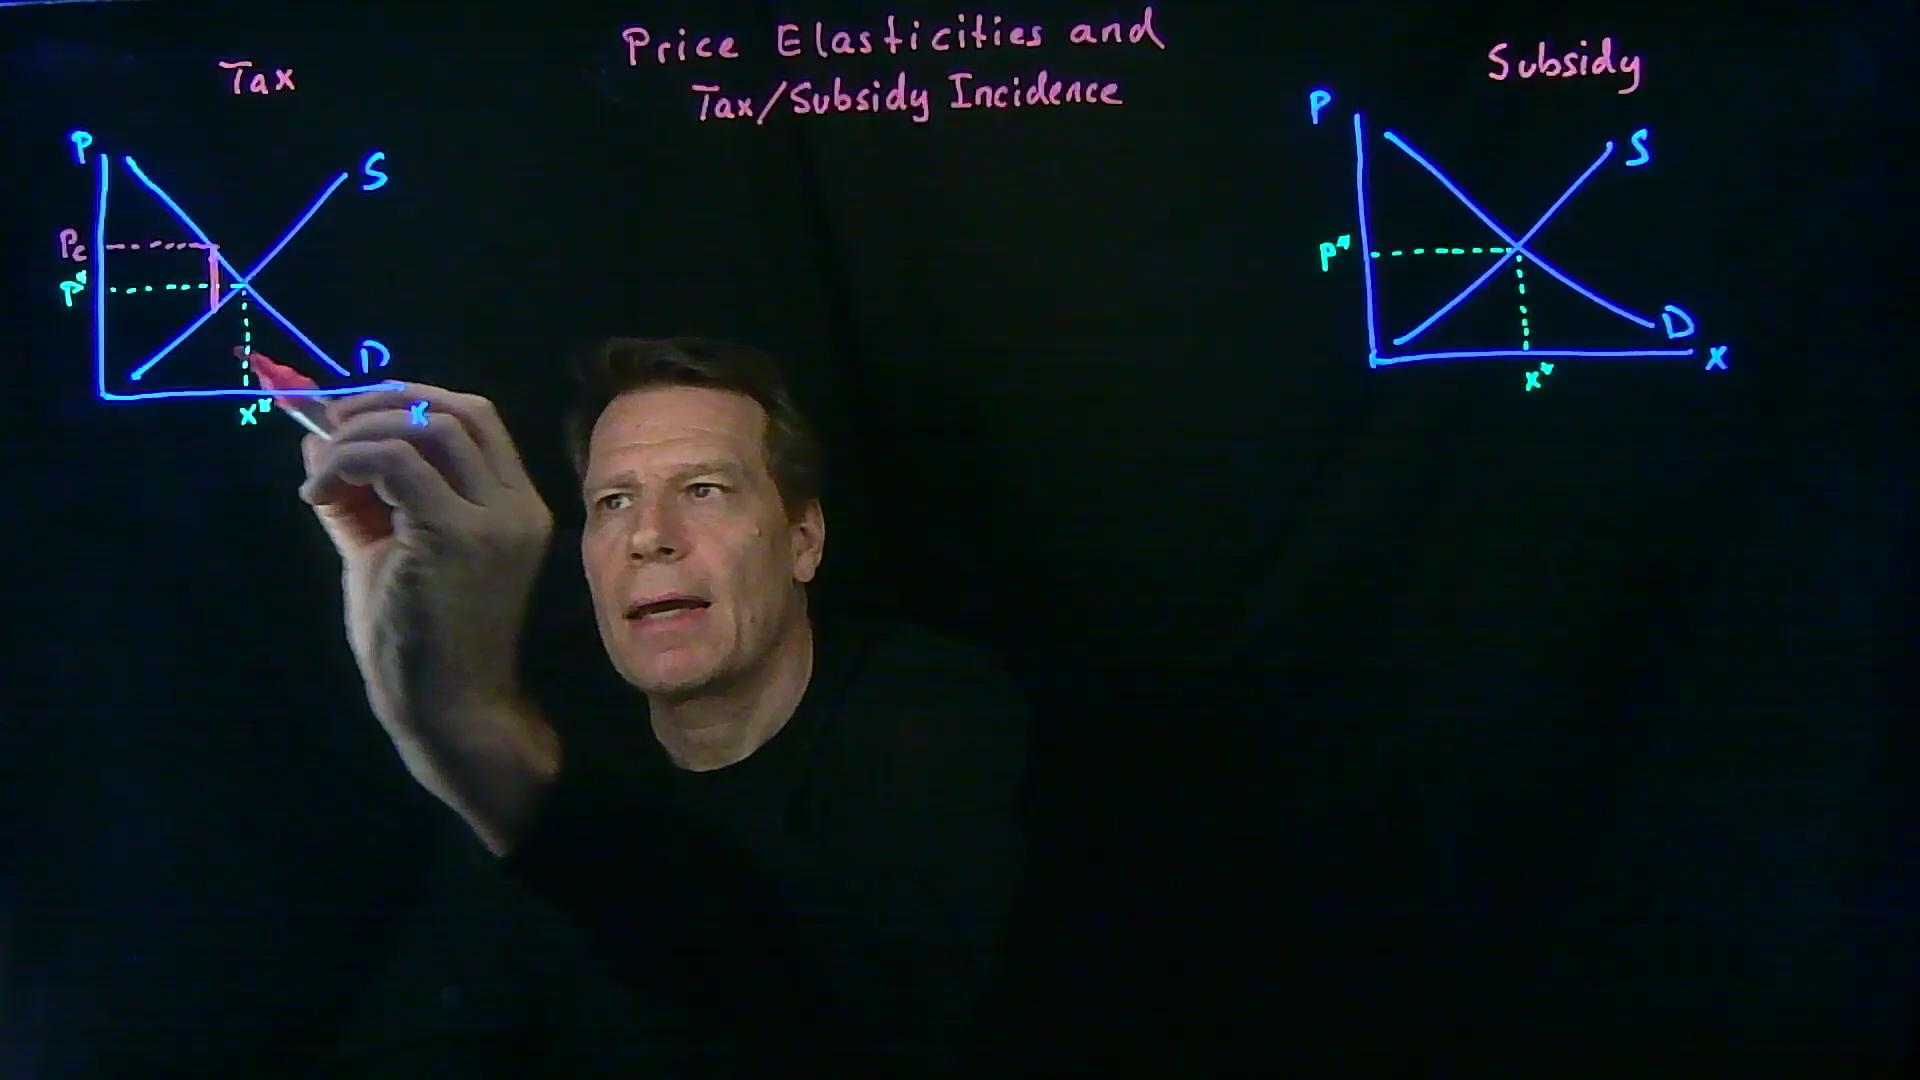 Price Elasticities and
Tax/Subsidy Incidence
Tax
P
S
Pc
P*
D
x*
x
Subsidy
P
S
P*
D
x
x*